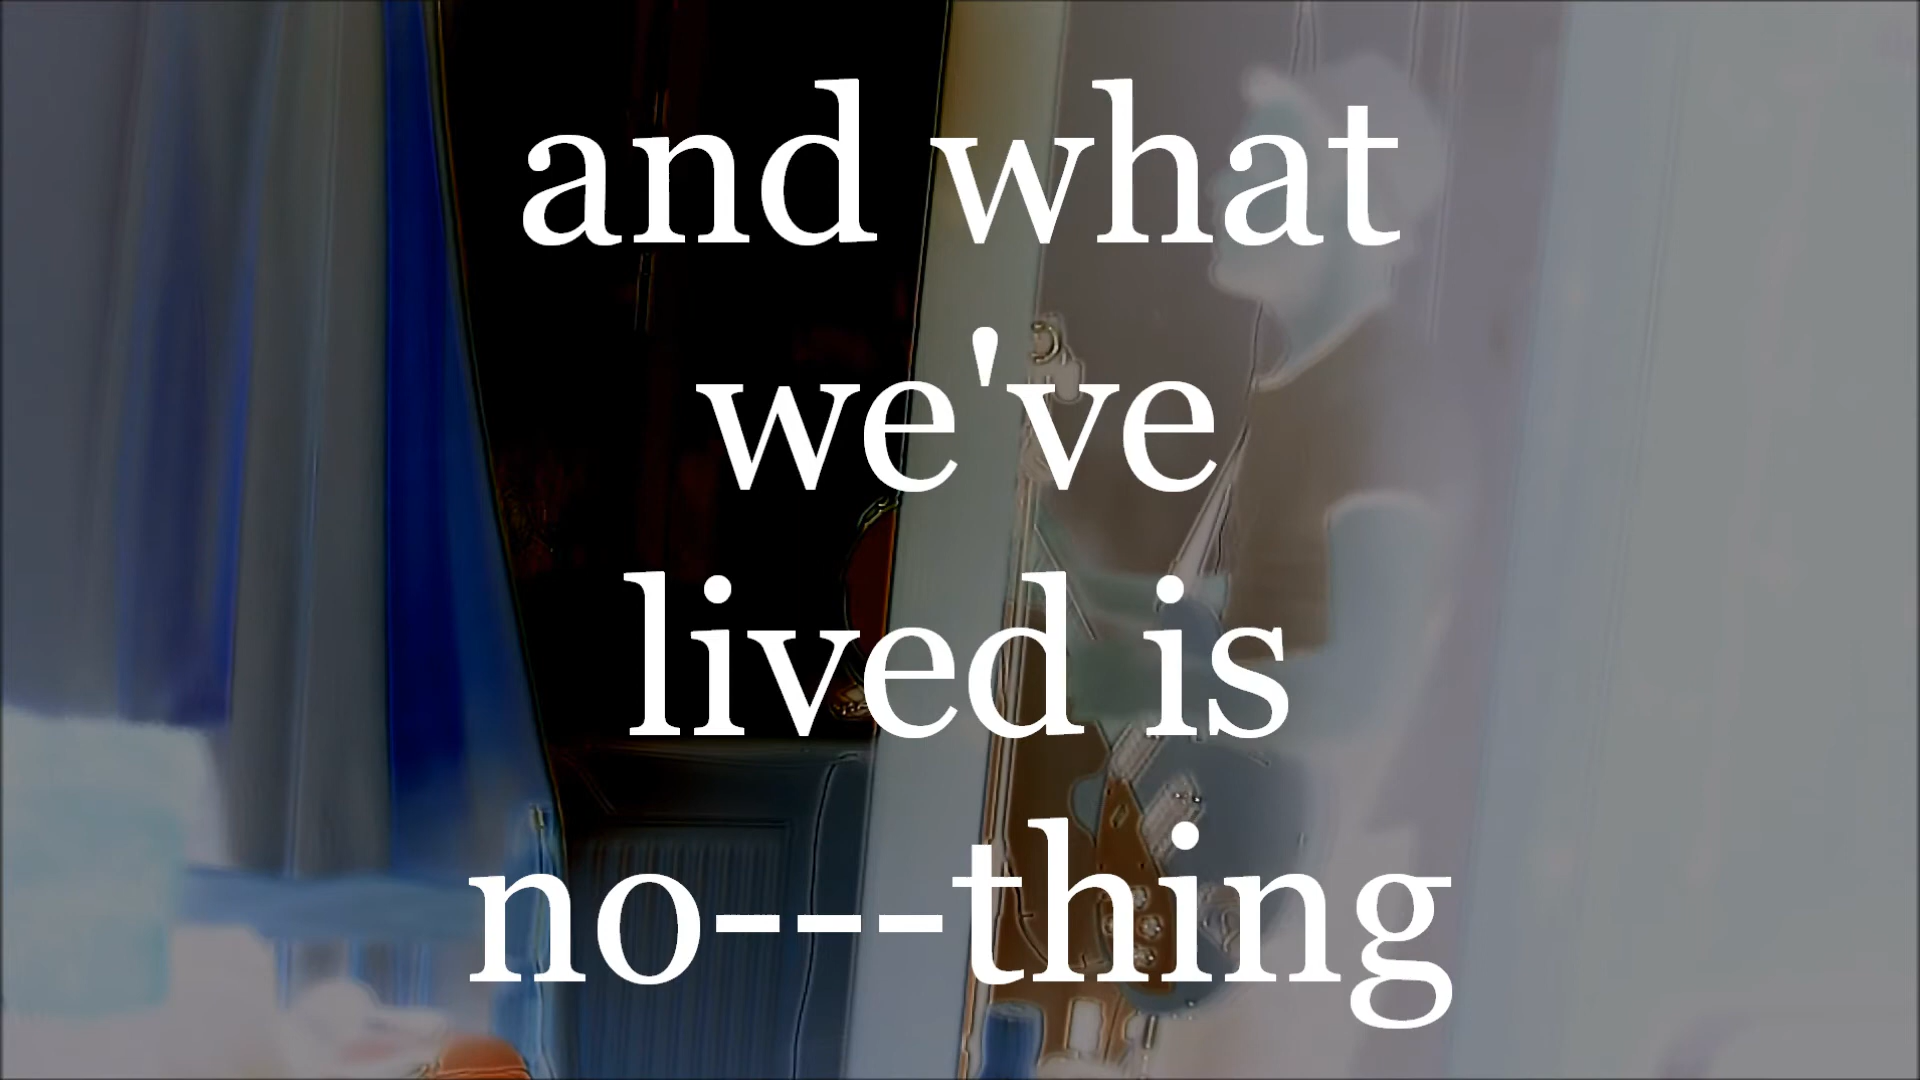 and what
we've
lived is
no---thing